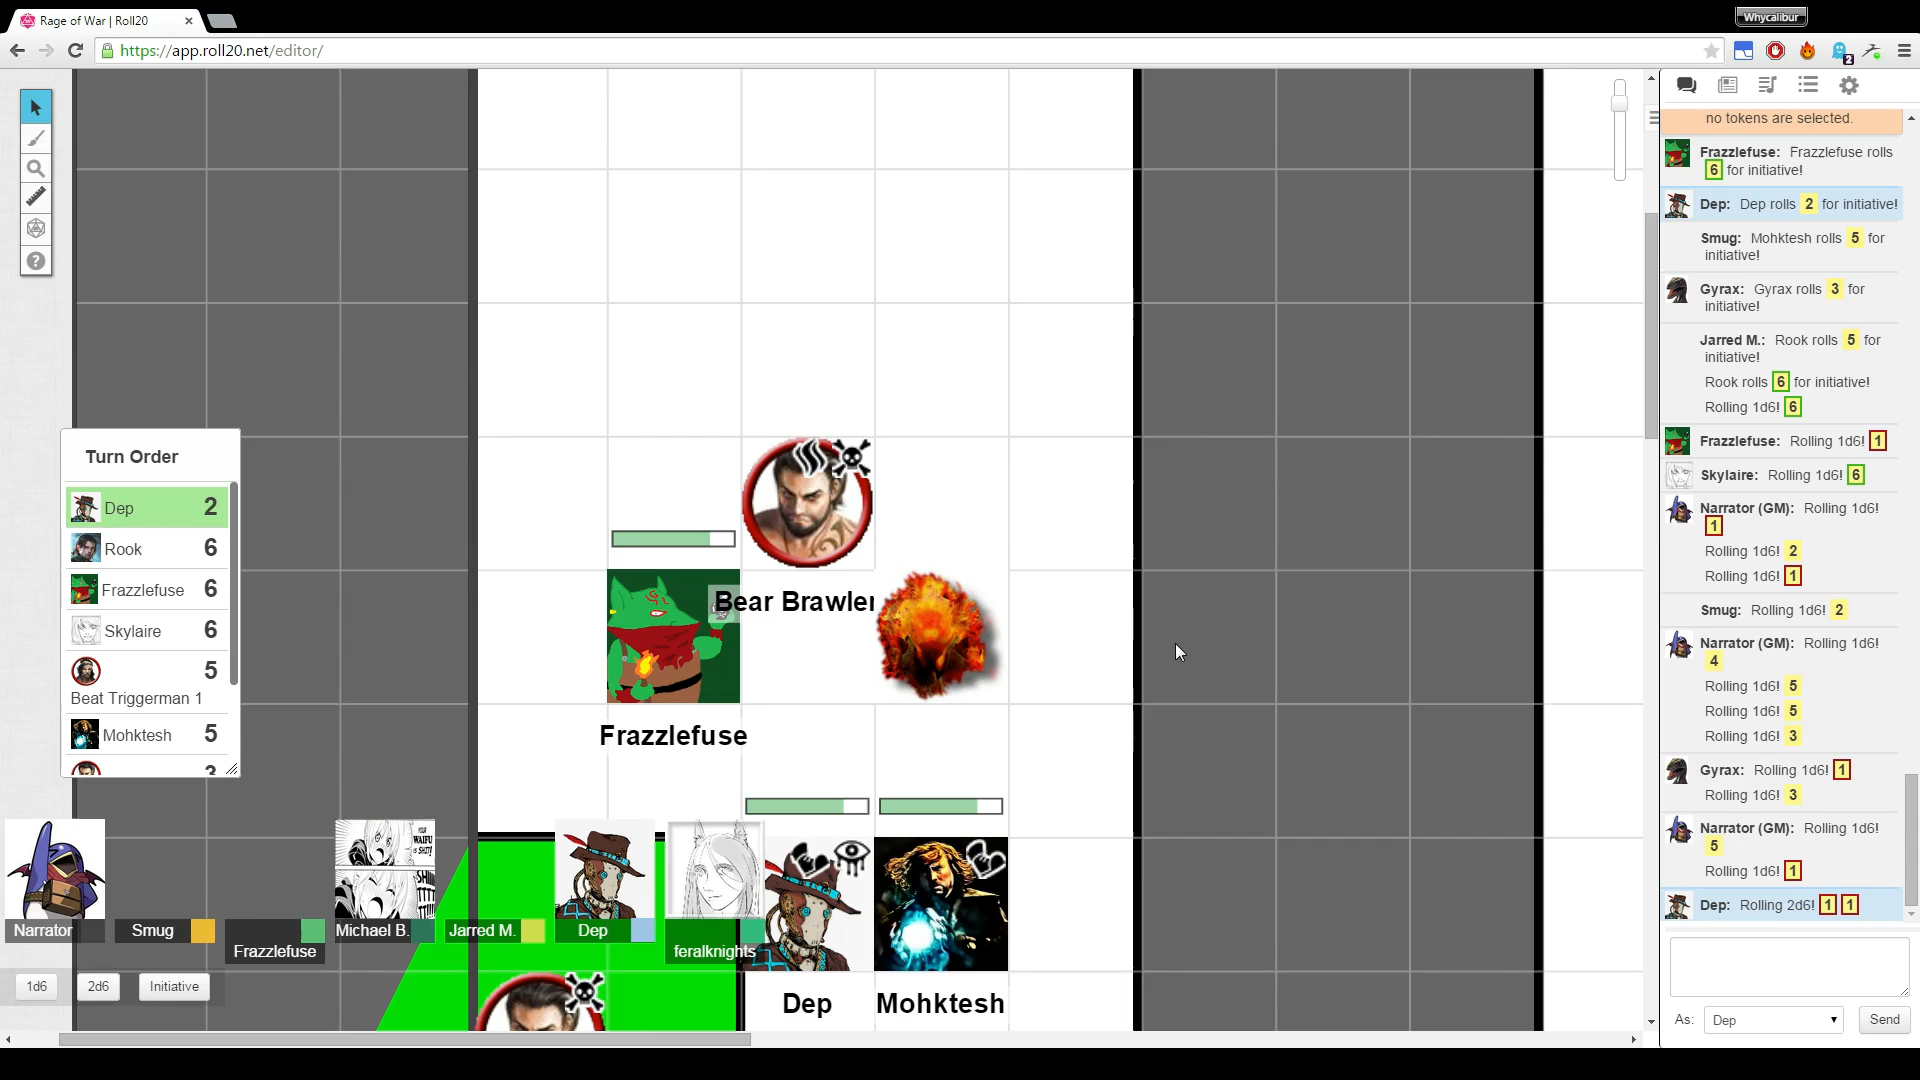 Rage of War | Roll20
Whycalibur
https://app.roll20.net/editor/
2
no tokens are selected.
Frazzlefuse: Frazzlefuse rolls
6 for initiative!
Dep: Dep rolls 2 for initiative!
Smug: Mohktesh rolls 5 for
initiative!
Gyrax: Gyrax rolls 3 for
initiative!
Jarred M.: Rook rolls 5 for
initiative!
Rook rolls 6 for initiative!
Rolling 1d6! 6
Frazzlefuse: Rolling 1d6! 1
Skylaire: Rolling 1d6! 6
Narrator (GM): Rolling 1d6!
1
Rolling 1d6! 2
Rolling 1d6! 1
Smug: Rolling 1d6! 2
Narrator (GM): Rolling 1d6!
4
Rolling 1d6! 5
Rolling 1d6! 5
Rolling 1d6! 3
Gyrax: Rolling 1d6! 1
Rolling 1d6! 3
Narrator (GM): Rolling 1d6!
5
Rolling 1d6! 1
Dep: Rolling 2d6! 1 1
As: Dep
Send
Turn Order
Dep 2
Rook 6
Frazzlefuse 6
Skylaire 6
5
Beat Triggerman 1
Mohktesh 5
3
Bear Brawler
Frazzlefuse
Dep
Mohktesh
YOUR
WAIFU
IS SHIT!
Narrator
Smug
Frazzlefuse
Michael B.
Jarred M.
Dep
feralknights
1d6
2d6
Initiative